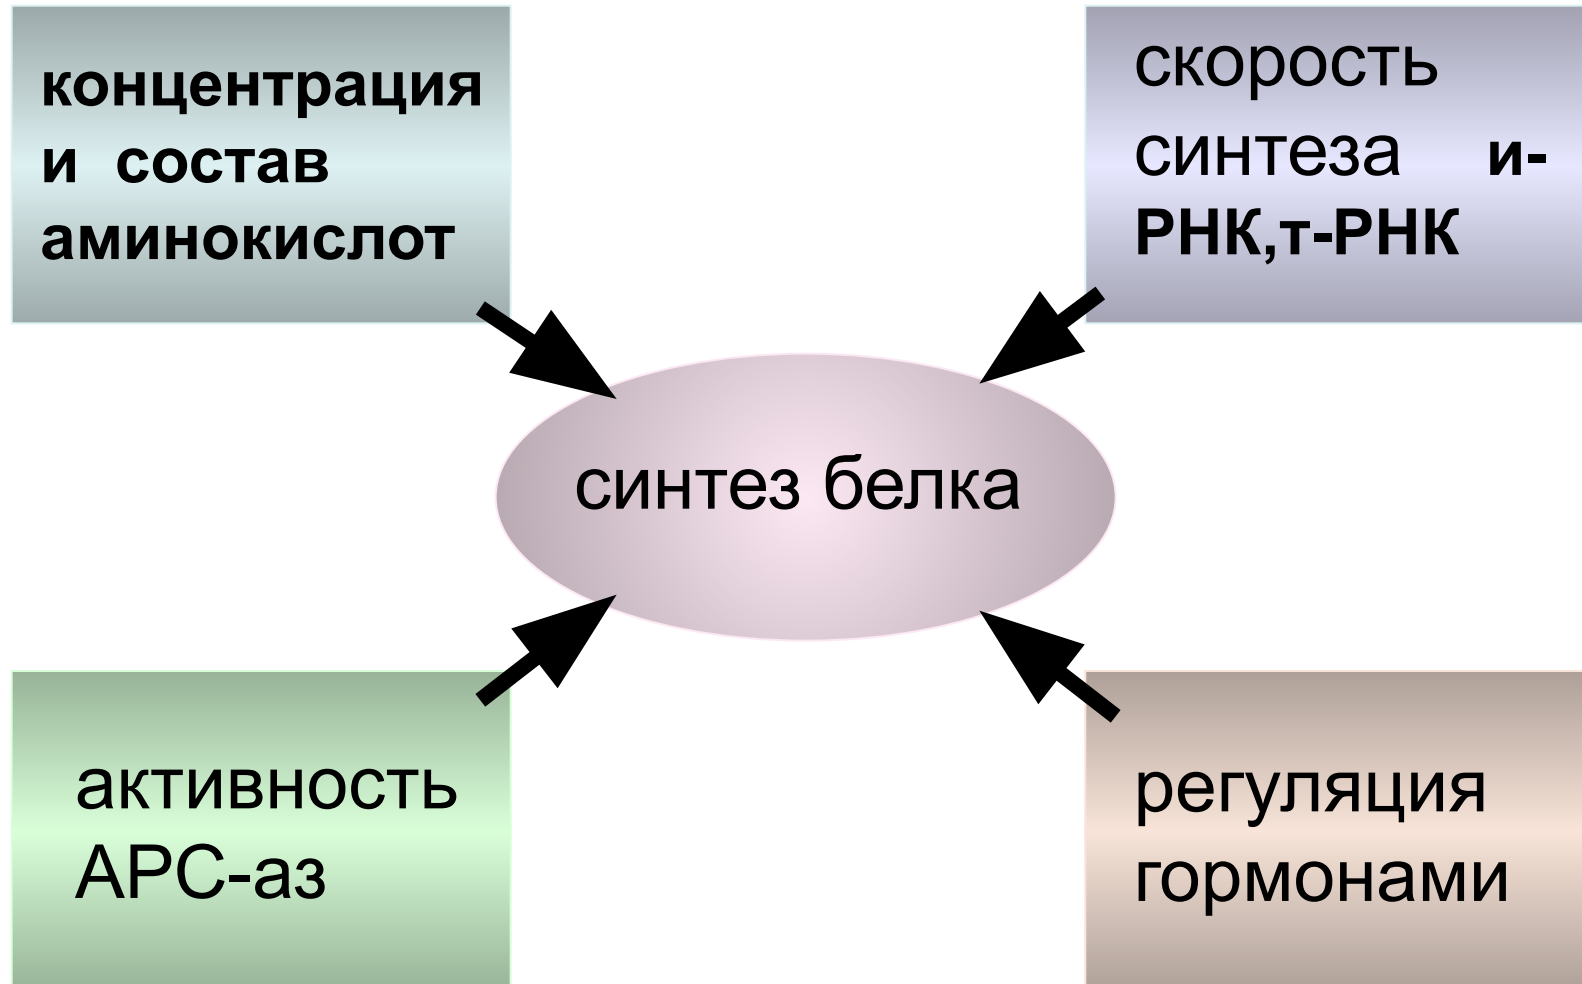 концентрация
и состав
аминокислот
скорость
синтеза и-
РНК,т-РНК
синтез белка
активность
АРС-аз
регуляция
гормонами